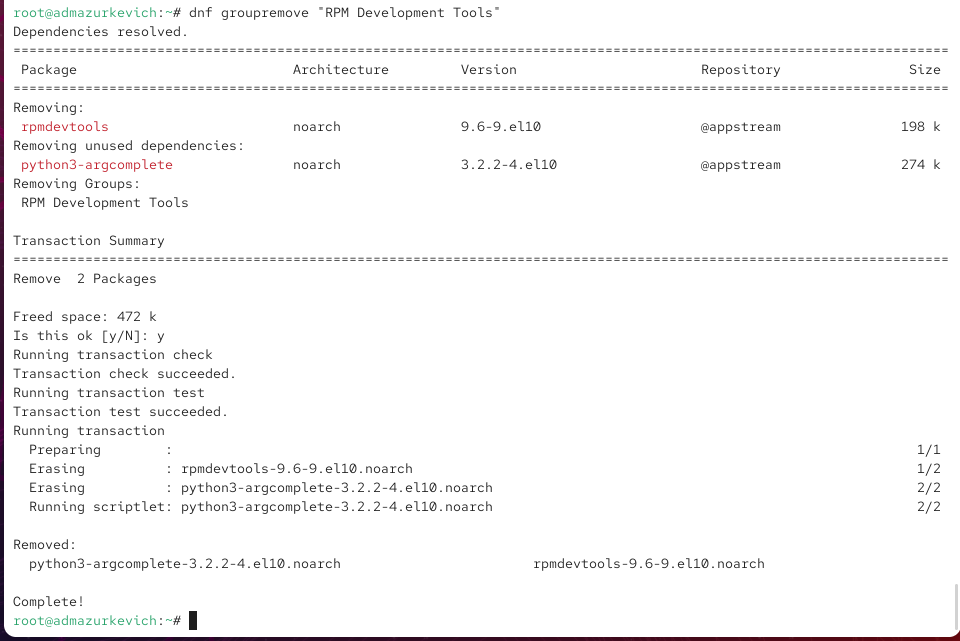 root@admazurkevich:~# dnf groupremove "RPM Development Tools"
Dependencies resolved.
=====================================================================================================================
 Package                           Architecture         Version                       Repository                Size
=====================================================================================================================
Removing:
 rpmdevtools                       noarch               9.6-9.el10                    @appstream               198 k
Removing unused dependencies:
 python3-argcomplete               noarch               3.2.2-4.el10                  @appstream               274 k
Removing Groups:
 RPM Development Tools

Transaction Summary
=====================================================================================================================
Remove  2 Packages

Freed space: 472 k
Is this ok [y/N]: y
Running transaction check
Transaction check succeeded.
Running transaction test
Transaction test succeeded.
Running transaction
  Preparing        :                                                                                             1/1
  Erasing          : rpmdevtools-9.6-9.el10.noarch                                                               1/2
  Erasing          : python3-argcomplete-3.2.2-4.el10.noarch                                                     2/2
  Running scriptlet: python3-argcomplete-3.2.2-4.el10.noarch                                                     2/2

Removed:
  python3-argcomplete-3.2.2-4.el10.noarch                        rpmdevtools-9.6-9.el10.noarch

Complete!
root@admazurkevich:~#